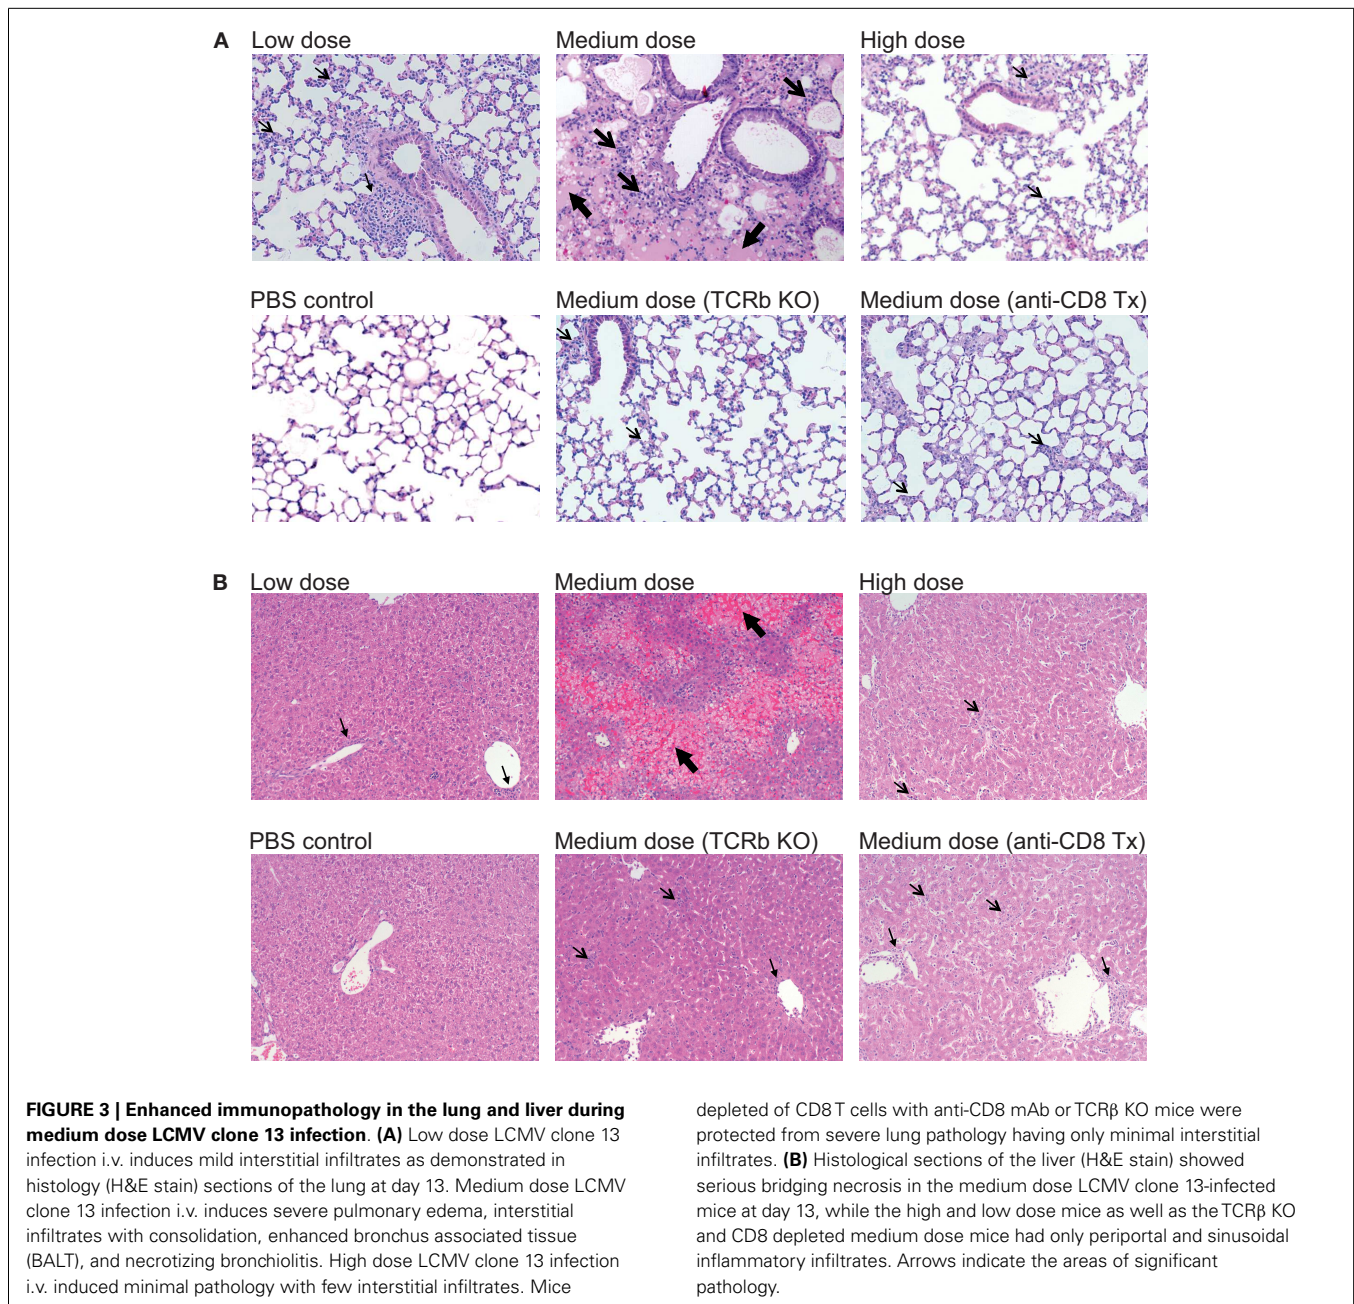 A Low dose Medium dose High dose
PBS control Medium dose (TCRb KO) Medium dose (anti-CD8 Tx)
B Low dose Medium dose High dose
PBS control Medium dose (TCRb KO) Medium dose (anti-CD8 Tx)
FIGURE 3 | Enhanced immunopathology in the lung and liver during
medium dose LCMV clone 13 infection. (A) Low dose LCMV clone 13
infection i.v. induces mild interstitial infiltrates as demonstrated in
histology (H&E stain) sections of the lung at day 13. Medium dose LCMV
clone 13 infection i.v. induces severe pulmonary edema, interstitial
infiltrates with consolidation, enhanced bronchus associated tissue
(BALT), and necrotizing bronchiolitis. High dose LCMV clone 13 infection
i.v. induced minimal pathology with few interstitial infiltrates. Mice
depleted of CD8 T cells with anti-CD8 mAb or TCRβ KO mice were
protected from severe lung pathology having only minimal interstitial
infiltrates. (B) Histological sections of the liver (H&E stain) showed
serious bridging necrosis in the medium dose LCMV clone 13-infected
mice at day 13, while the high and low dose mice as well as the TCRβ KO
and CD8 depleted medium dose mice had only periportal and sinusoidal
inflammatory infiltrates. Arrows indicate the areas of significant
pathology.